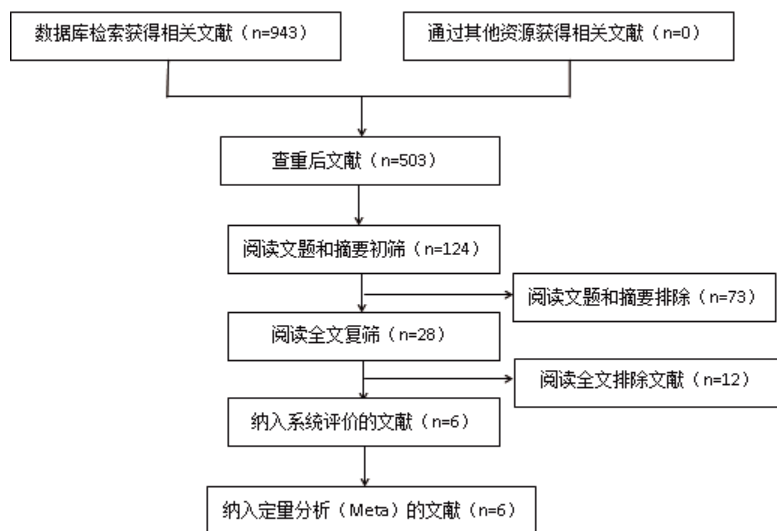 数据库检索获得相关文献（n=943）
通过其他资源获得相关文献（n=0）
查重后文献（n=503）
阅读文题和摘要初筛（n=124）
阅读文题和摘要排除（n=73）
阅读全文复筛（n=28）
阅读全文排除文献（n=12）
纳入系统评价的文献（n=6）
纳入定量分析（Meta）的文献（n=6）